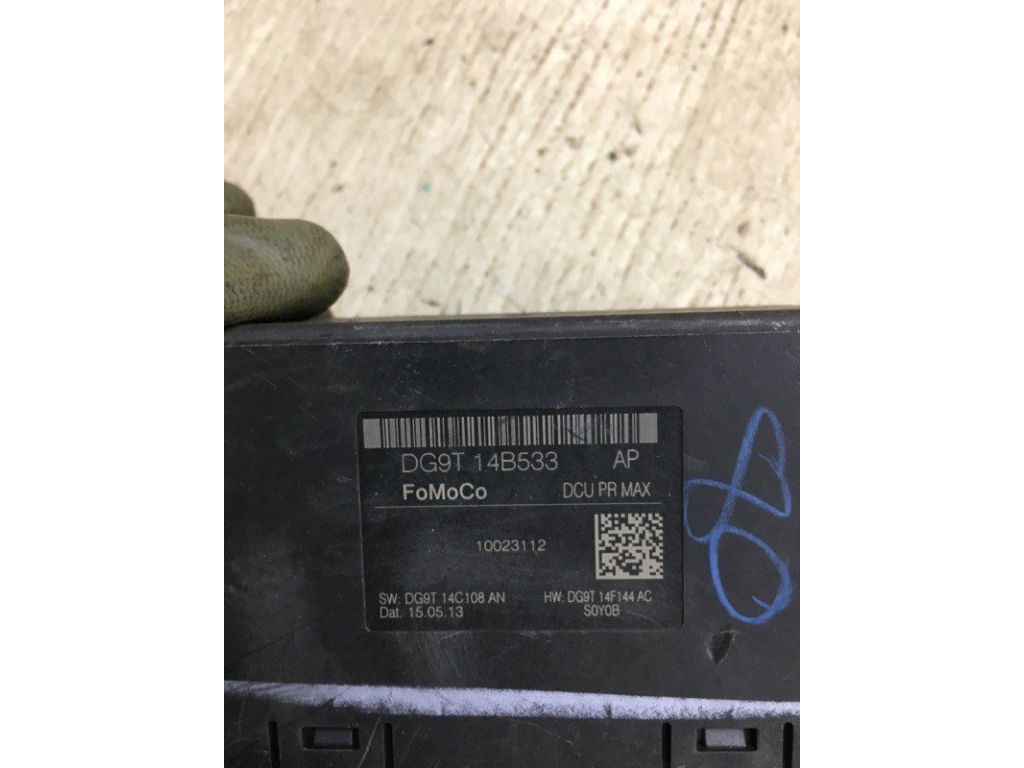 DG9T 14B533 AP
FoMoCo DCU PR MAX
10023112
SW: DG9T 14C108 AN HW: DG9T 14F144 AC
Dat. 15.05.13 S0Y0B
8